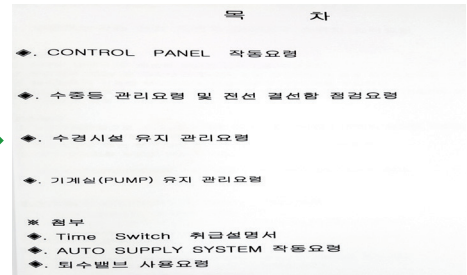 목 차
◈. CONTROL PANEL 작동요령
◈. 수중등 관리요령 및 전선 결선함 점검요령
◈. 수경시설 유지 관리요령
◈. 기계실(PUMP) 유지 관리요령
※ 첨부
◈. Time Switch 취급설명서
◈. AUTO SUPPLY SYSTEM 작동요령
◈. 퇴수밸브 사용요령